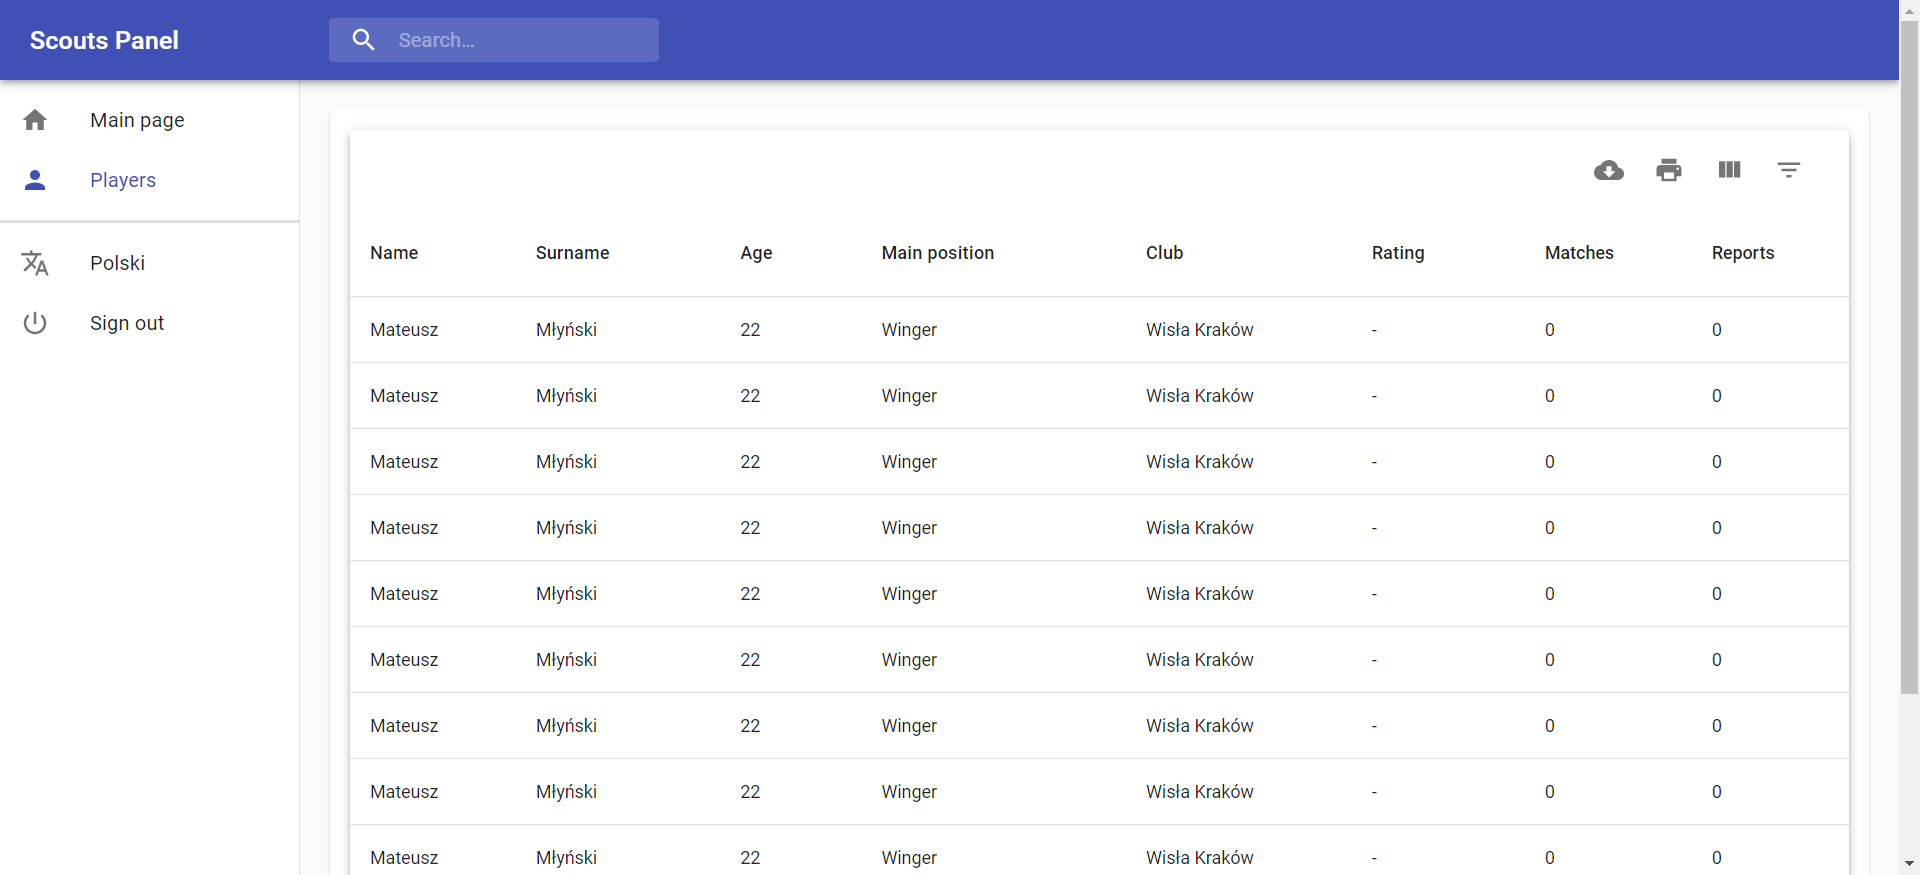 Scouts Panel
Search…
Main page
Players
Polski
Sign out
Name Surname Age Main position Club Rating Matches Reports
Mateusz Młyński 22 Winger Wisła Kraków - 0 0
Mateusz Młyński 22 Winger Wisła Kraków - 0 0
Mateusz Młyński 22 Winger Wisła Kraków - 0 0
Mateusz Młyński 22 Winger Wisła Kraków - 0 0
Mateusz Młyński 22 Winger Wisła Kraków - 0 0
Mateusz Młyński 22 Winger Wisła Kraków - 0 0
Mateusz Młyński 22 Winger Wisła Kraków - 0 0
Mateusz Młyński 22 Winger Wisła Kraków - 0 0
Mateusz Młyński 22 Winger Wisła Kraków - 0 0